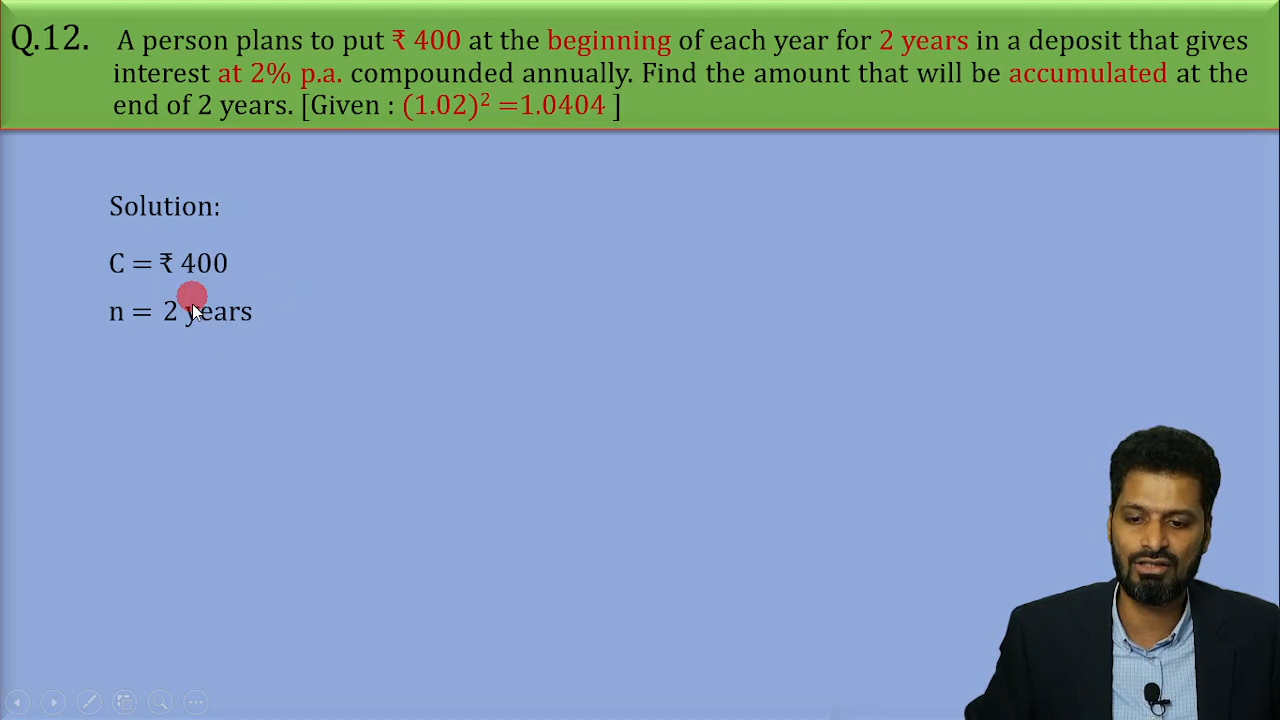 Q.12. A person plans to put ₹ 400 at the beginning of each year for 2 years in a deposit that gives
interest at 2% p.a. compounded annually. Find the amount that will be accumulated at the
end of 2 years. [Given : (1.02)² =1.0404 ]
Solution:
C = ₹ 400
n = 2 years